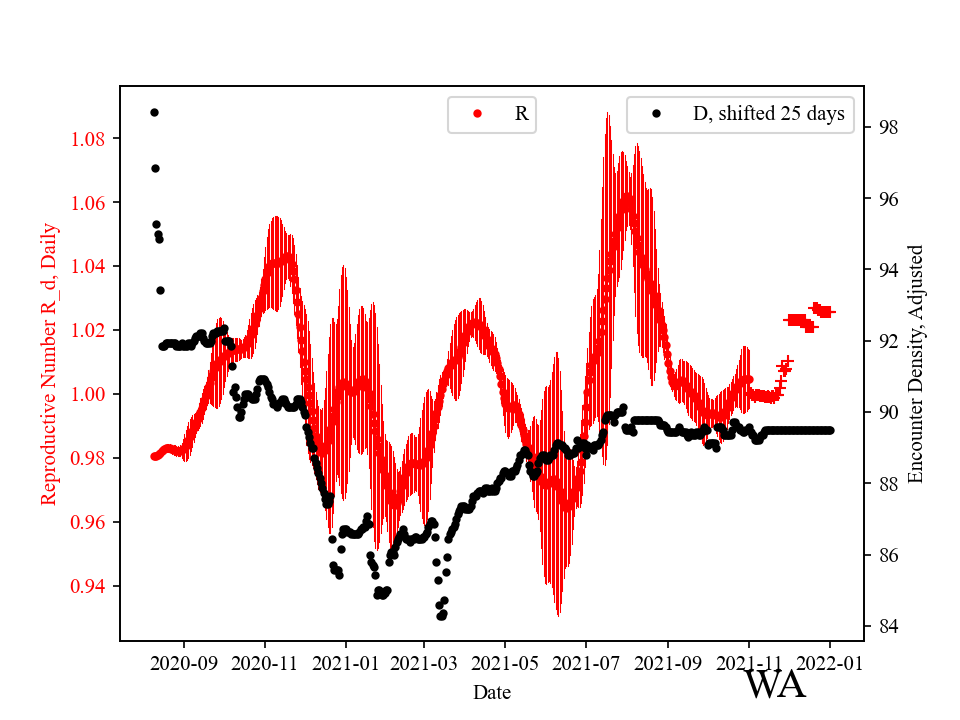 R
D, shifted 25 days
Reproductive Number R_d, Daily
1.08
1.06
1.04
1.02
1.00
0.98
0.96
0.94
98
96
94
92
90
88
86
84
Encounter Density, Adjusted
2020-09 2020-11 2021-01 2021-03 2021-05 2021-07 2021-09 2021-11 2022-01
Date
WA